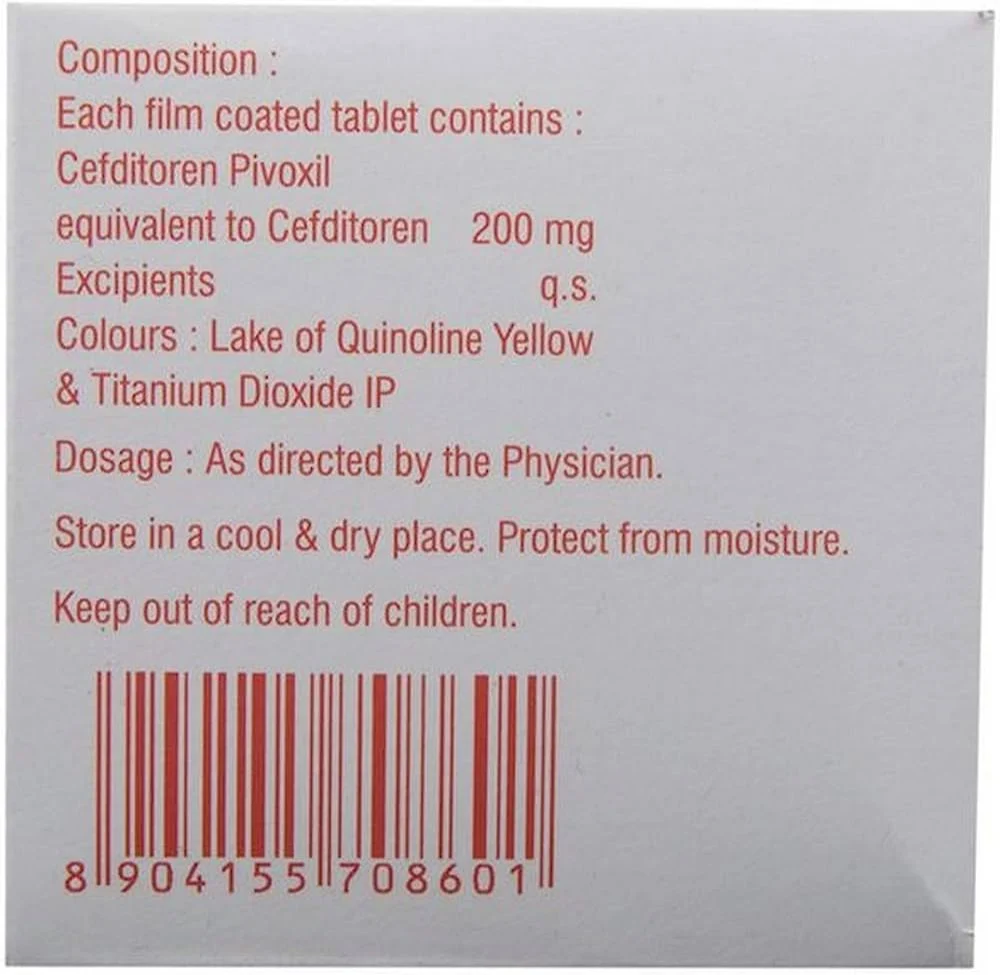 Composition :
Each film coated tablet contains :
Cefditoren Pivoxil
equivalent to Cefditoren 200 mg
Excipients q.s.
Colours : Lake of Quinoline Yellow
& Titanium Dioxide IP
Dosage : As directed by the Physician.
Store in a cool & dry place. Protect from moisture.
Keep out of reach of children.
8 904155 708601